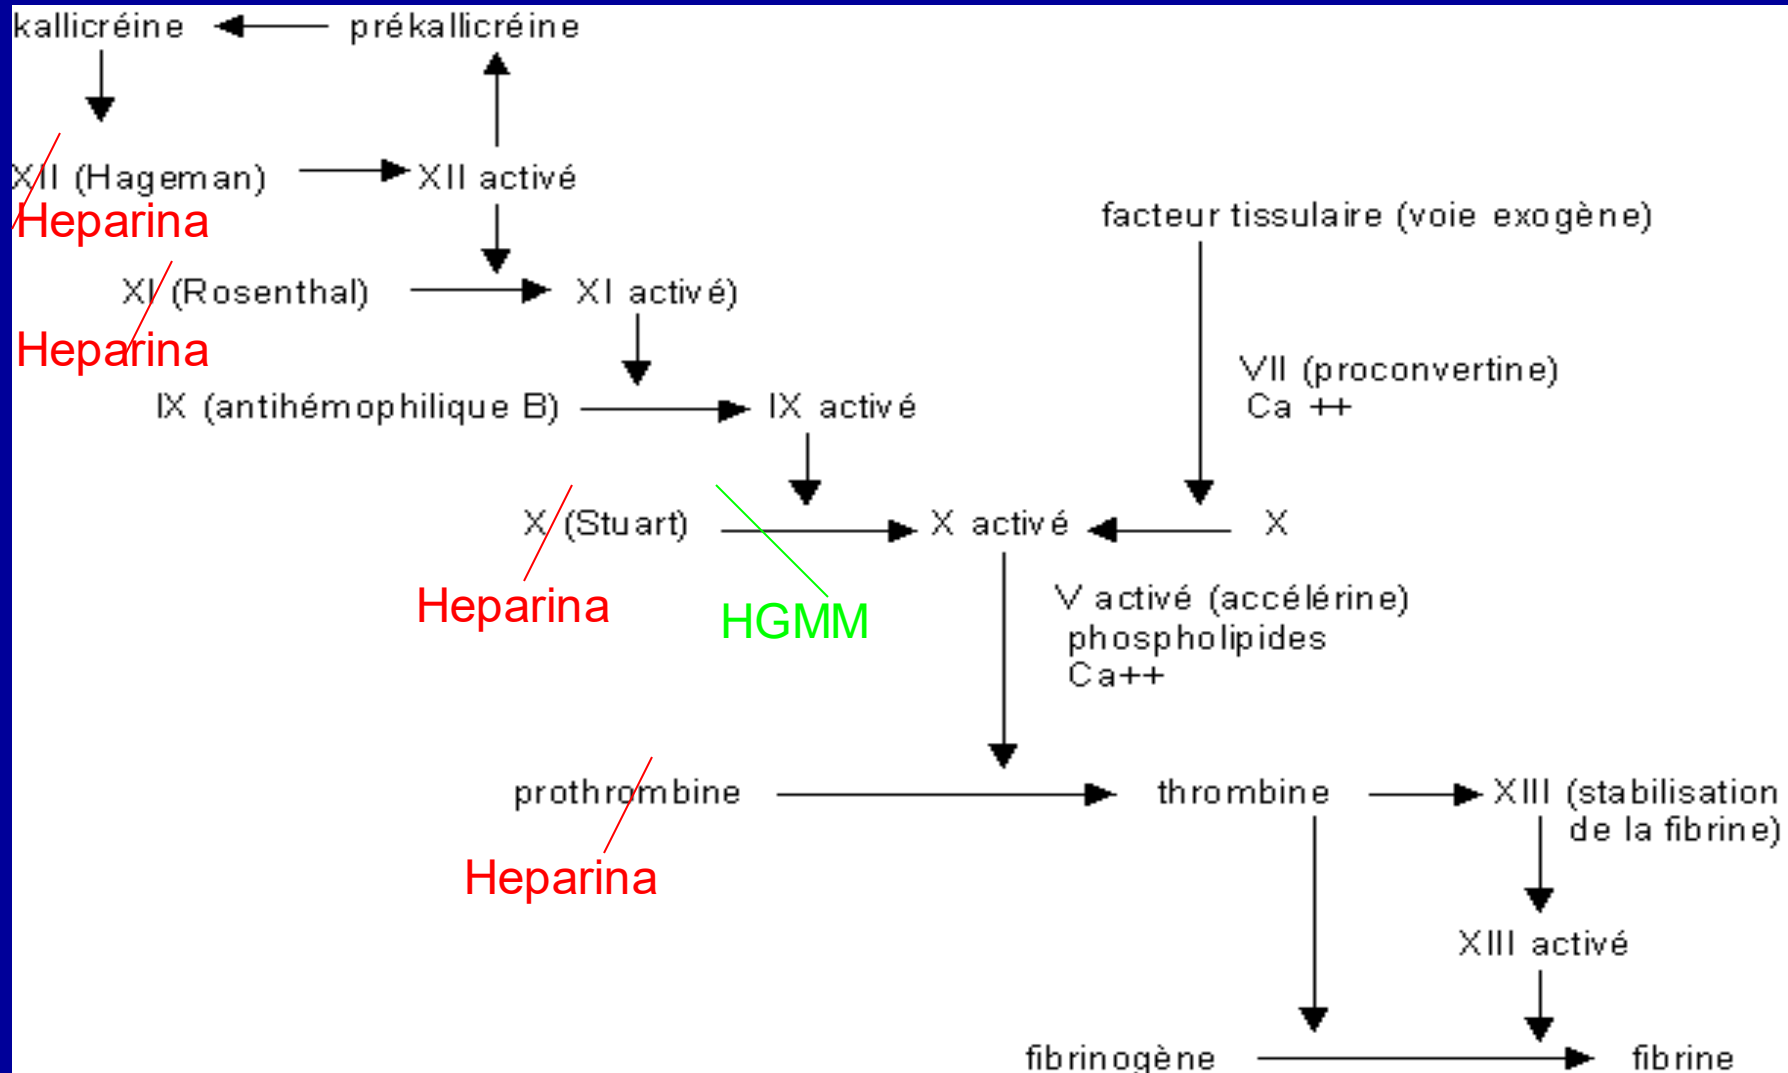 kallicréine
prékallicréine
XII (Hageman)
XII activé
Heparina
facteur tissulaire (voie exogène)
XI (Rosenthal)
XI activé)
Heparina
VII (proconvertine)
Ca ++
IX (antihémophilique B)
IX activé
X (Stuart)
X activé
X
Heparina
HGMM
V activé (accélérine)
phospholipides
Ca++
prothrombine
thrombine
XIII (stabilisation
de la fibrine)
Heparina
XIII activé
fibrinogène
fibrine